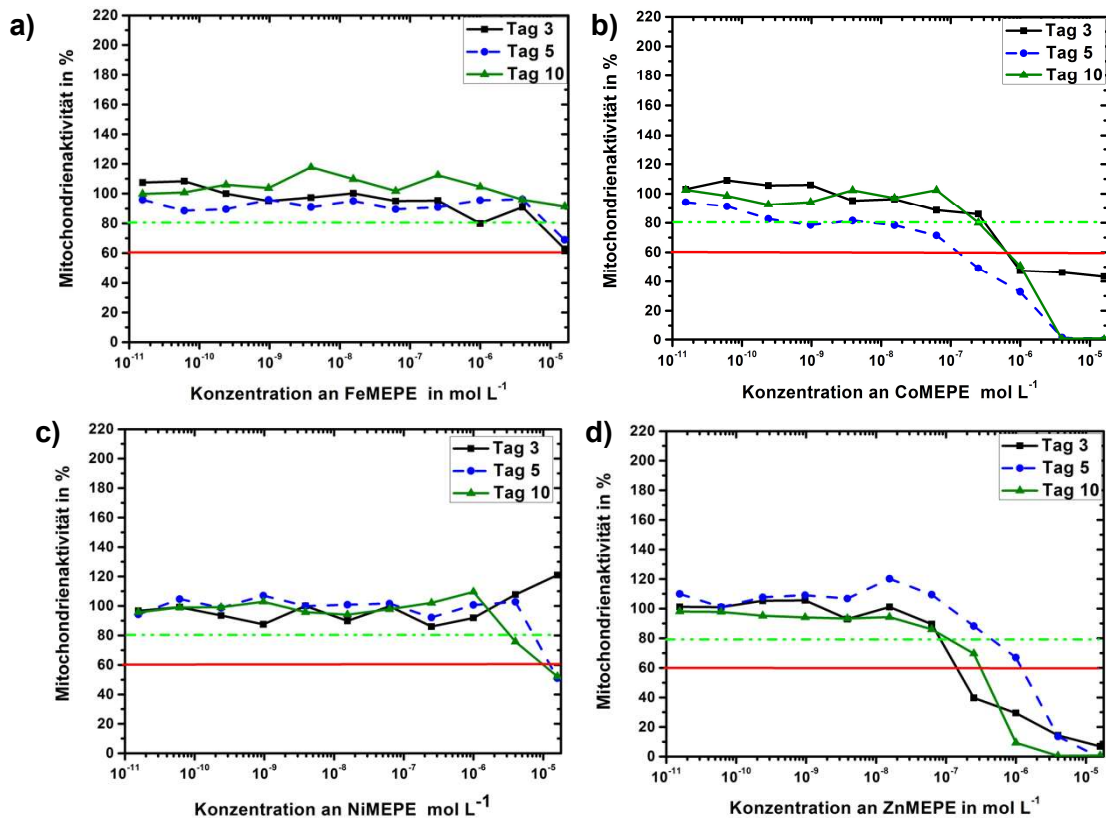 a)
220
200
180
160
140
120
100
80
60
40
20
0
Mitochondrienaktivität in %
Tag 3
Tag 5
Tag 10
10⁻¹¹ 10⁻¹⁰ 10⁻⁹ 10⁻⁸ 10⁻⁷ 10⁻⁶ 10⁻⁵
Konzentration an FeMEPE in mol L⁻¹
b)
220
200
180
160
140
120
100
80
60
40
20
0
Mitochondrienaktivität in %
Tag 3
Tag 5
Tag 10
10⁻¹¹ 10⁻¹⁰ 10⁻⁹ 10⁻⁸ 10⁻⁷ 10⁻⁶ 10⁻⁵
Konzentration an CoMEPE mol L⁻¹
c)
220
200
180
160
140
120
100
80
60
40
20
0
Mitochondrienaktivität in %
Tag 3
Tag 5
Tag 10
10⁻¹¹ 10⁻¹⁰ 10⁻⁹ 10⁻⁸ 10⁻⁷ 10⁻⁶ 10⁻⁵
Konzentration an NiMEPE mol L⁻¹
d)
220
200
180
160
140
120
100
80
60
40
20
0
Mitochondrienaktivität in %
Tag 3
Tag 5
Tag 10
10⁻¹¹ 10⁻¹⁰ 10⁻⁹ 10⁻⁸ 10⁻⁷ 10⁻⁶ 10⁻⁵
Konzentration an ZnMEPE in mol L⁻¹